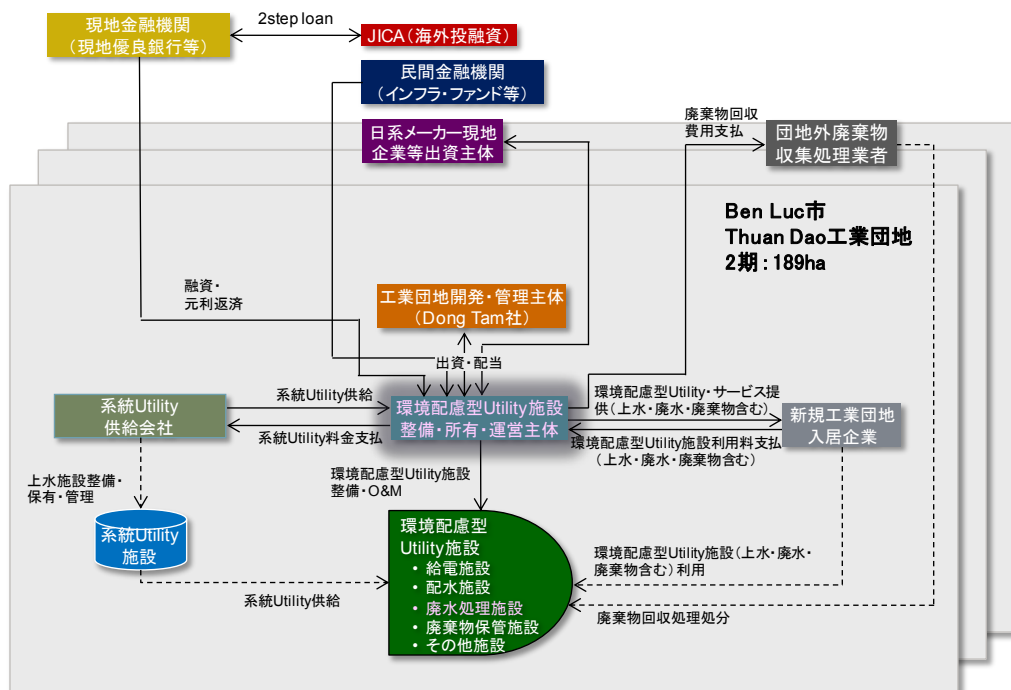 現地金融機関
（現地優良銀行等）
2step loan
JICA（海外投融資）
民間金融機関
（インフラ・ファンド等）
日系メーカー現地
企業等出資主体
廃棄物回収
費用支払
団地外廃棄物
収集処理業者
Ben Luc市
Thuan Dao工業団地
2期：189ha
融資・
元利返済
工業団地開発・管理主体
（Dong Tam社）
出資・配当
系統Utility
供給会社
系統Utility供給
系統Utility料金支払
環境配慮型Utility施設
整備・所有・運営主体
環境配慮型Utility・サービス提
供（上水・廃水・廃棄物含む）
環境配慮型Utility施設利用料支払
（上水・廃水・廃棄物含む）
新規工業団地
入居企業
上水施設整備・
保有・管理
環境配慮型Utility施設
整備・O&M
系統Utility
施設
系統Utility供給
環境配慮型
Utility施設
・給電施設
・配水施設
・廃水処理施設
・廃棄物保管施設
・その他施設
環境配慮型Utility施設（上水・廃水・
廃棄物含む）利用
廃棄物回収処理処分